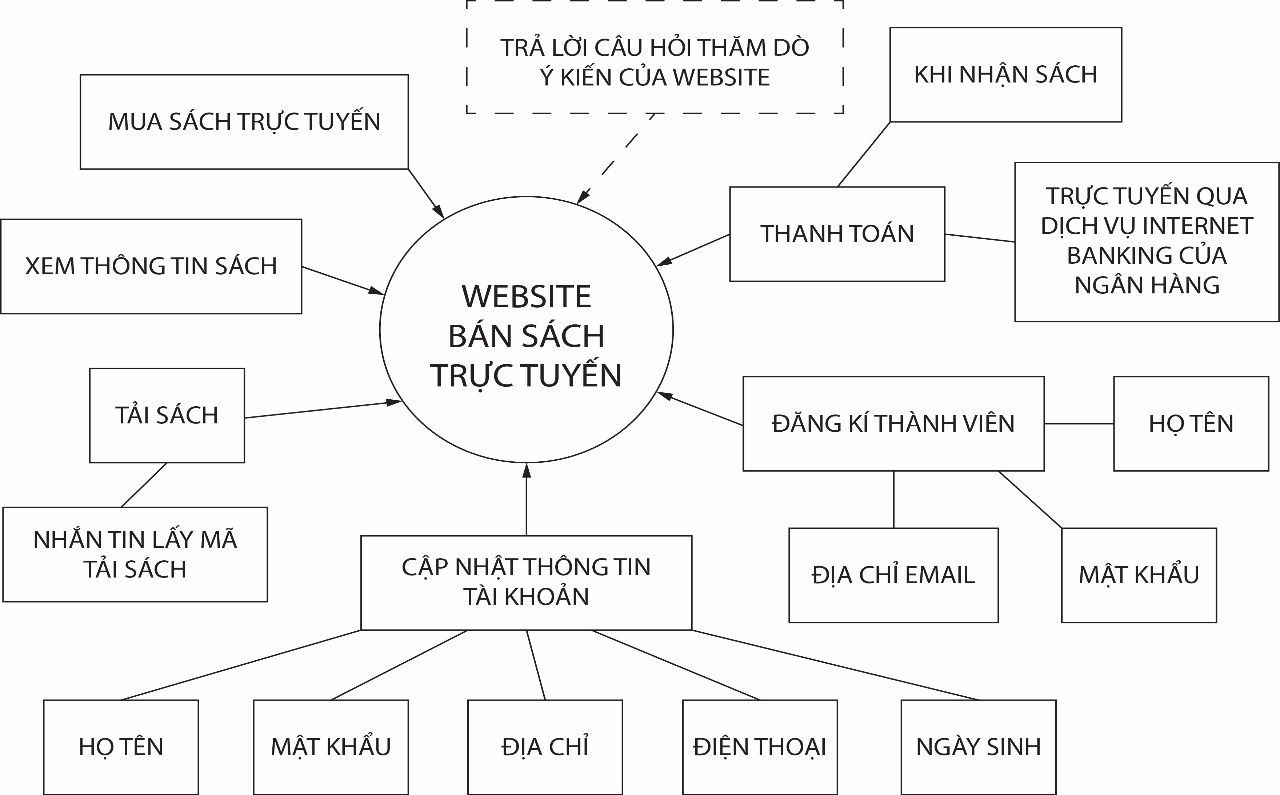 TRẢ LỜI CÂU HỎI THĂM DÒ
Ý KIẾN CỦA WEBSITE
KHI NHẬN SÁCH
MUA SÁCH TRỰC TUYẾN
THANH TOÁN
TRỰC TUYẾN QUA
DỊCH VỤ INTERNET
BANKING CỦA
NGÂN HÀNG
XEM THÔNG TIN SÁCH
WEBSITE
BÁN SÁCH
TRỰC TUYẾN
TẢI SÁCH
ĐĂNG KÍ THÀNH VIÊN
HỌ TÊN
NHẮN TIN LẤY MÃ
TẢI SÁCH
CẬP NHẬT THÔNG TIN
TÀI KHOẢN
ĐỊA CHỈ EMAIL
MẬT KHẨU
HỌ TÊN
MẬT KHẨU
ĐỊA CHỈ
ĐIỆN THOẠI
NGÀY SINH